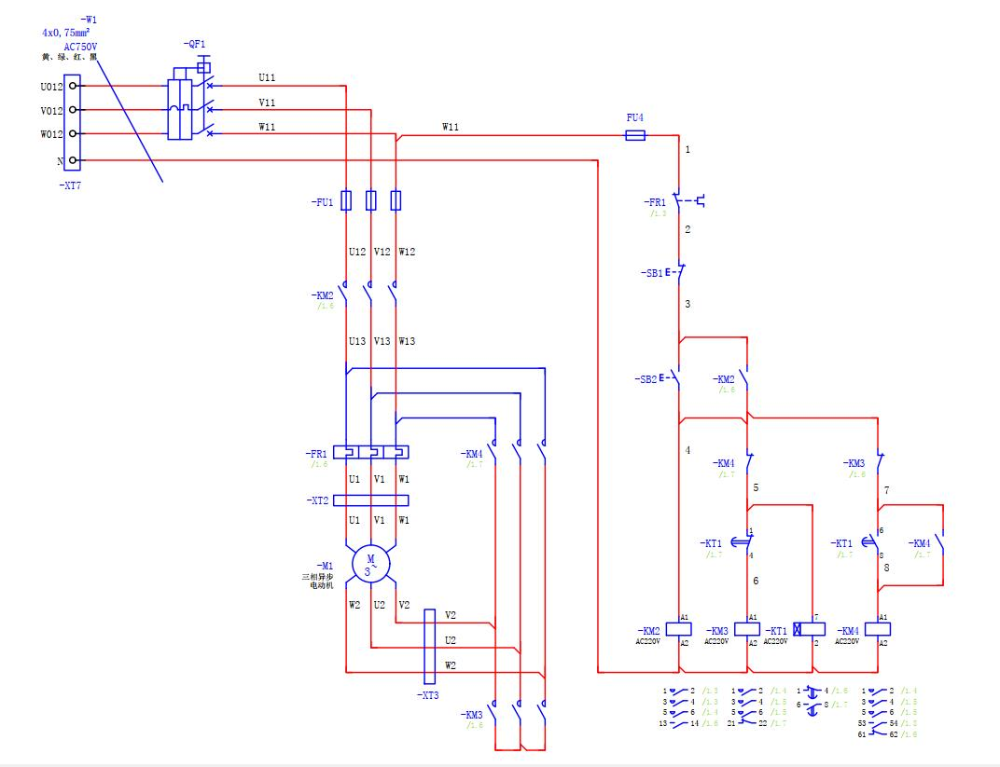 -W1
4x0,75mm²
AC750V
黄、绿、红、黑
-QF1
U012
V012
W012
N
-XT7
U11
V11
W11
W11
FU4
1
-FU1
-FR1
/1.3
2
U12
V12
W12
-SB1
-KM2
/1.6
3
U13
V13
W13
-SB2
-KM2
/1.6
-FR1
/1.6
-KM4
/1.7
4
-KM4
/1.7
-KM3
/1.6
U1
V1
W1
5
7
-XT2
U1
V1
W1
-KT1
/1.7
1
4
-KT1
/1.7
6
8
-KM4
/1.7
-M1
三相异步
电动机
M
3~
6
8
W2
U2
V2
V2
U2
W2
-XT3
-KM2
AC220V
A1
A2
-KM3
AC220V
A1
A2
-KT1
AC220V
7
2
-KM4
AC220V
A1
A2
-KM3
/1.6
1 2 /1.3
3 4 /1.3
5 6 /1.4
13 14 /1.6
1 2 /1.4
3 4 /1.5
5 6 /1.5
21 22 /1.7
1 4 /1.6
6 8 /1.7
1 2 /1.4
3 4 /1.5
5 6 /1.5
53 54 /1.8
61 62 /1.6